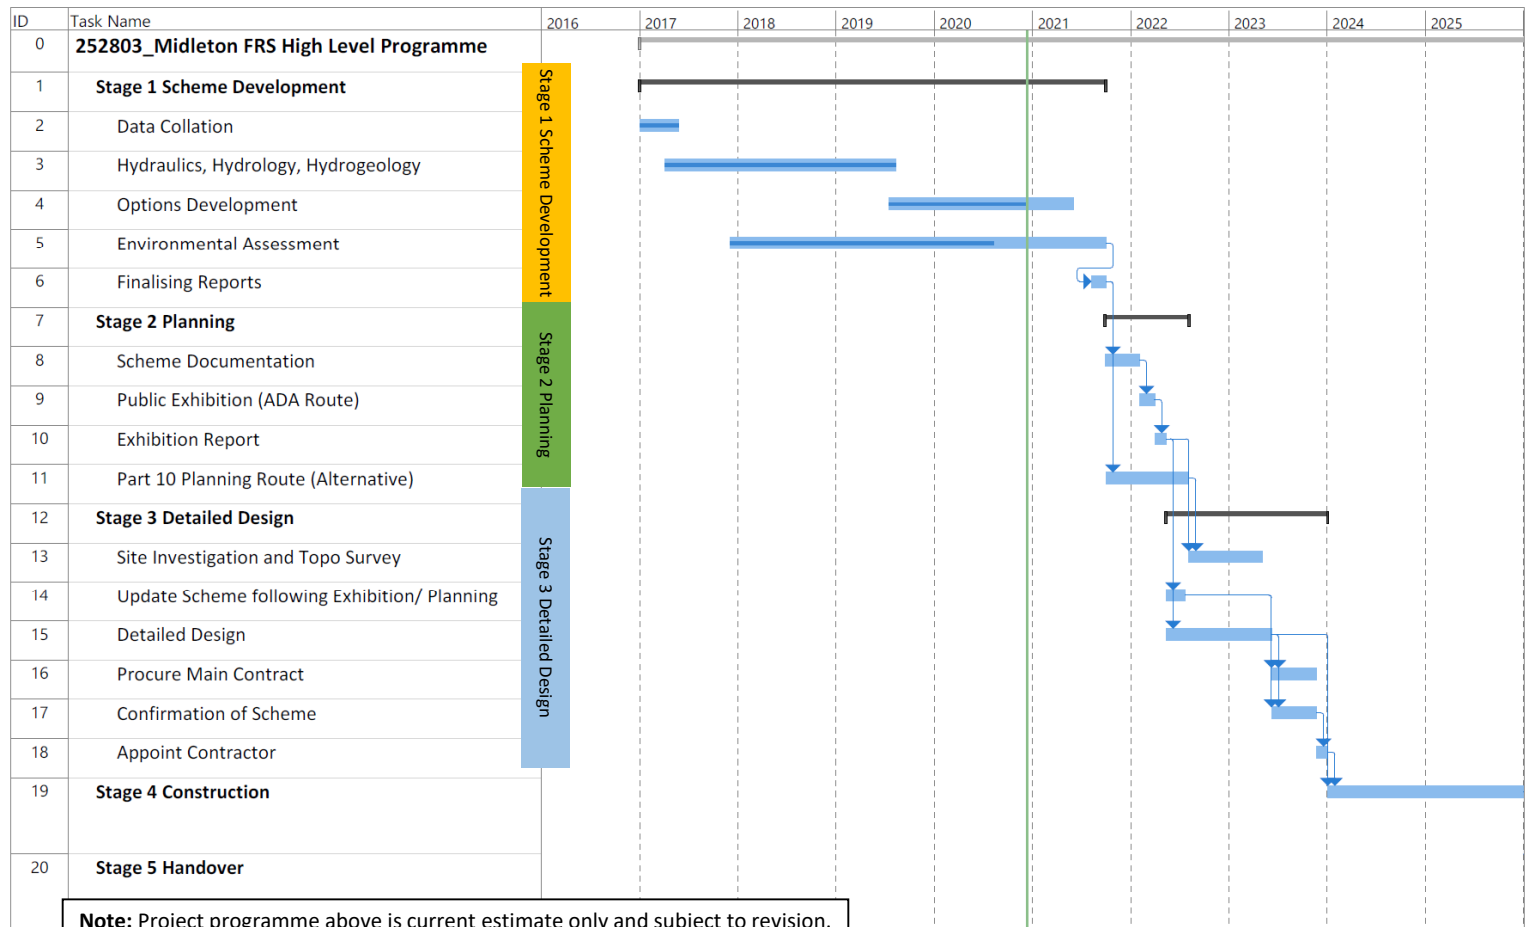 ID Task Name 2016 2017 2018 2019 2020 2021 2022 2023 2024 2025
0 252803_Midleton FRS High Level Programme
1 Stage 1 Scheme Development
2 Data Collation
3 Hydraulics, Hydrology, Hydrogeology
4 Options Development
5 Environmental Assessment
6 Finalising Reports
Stage 1 Scheme Development
7 Stage 2 Planning
8 Scheme Documentation
9 Public Exhibition (ADA Route)
10 Exhibition Report
11 Part 10 Planning Route (Alternative)
Stage 2 Planning
12 Stage 3 Detailed Design
13 Site Investigation and Topo Survey
14 Update Scheme following Exhibition/ Planning
15 Detailed Design
16 Procure Main Contract
17 Confirmation of Scheme
18 Appoint Contractor
Stage 3 Detailed Design
19 Stage 4 Construction
20 Stage 5 Handover
Note: Project programme above is current estimate only and subject to revision.